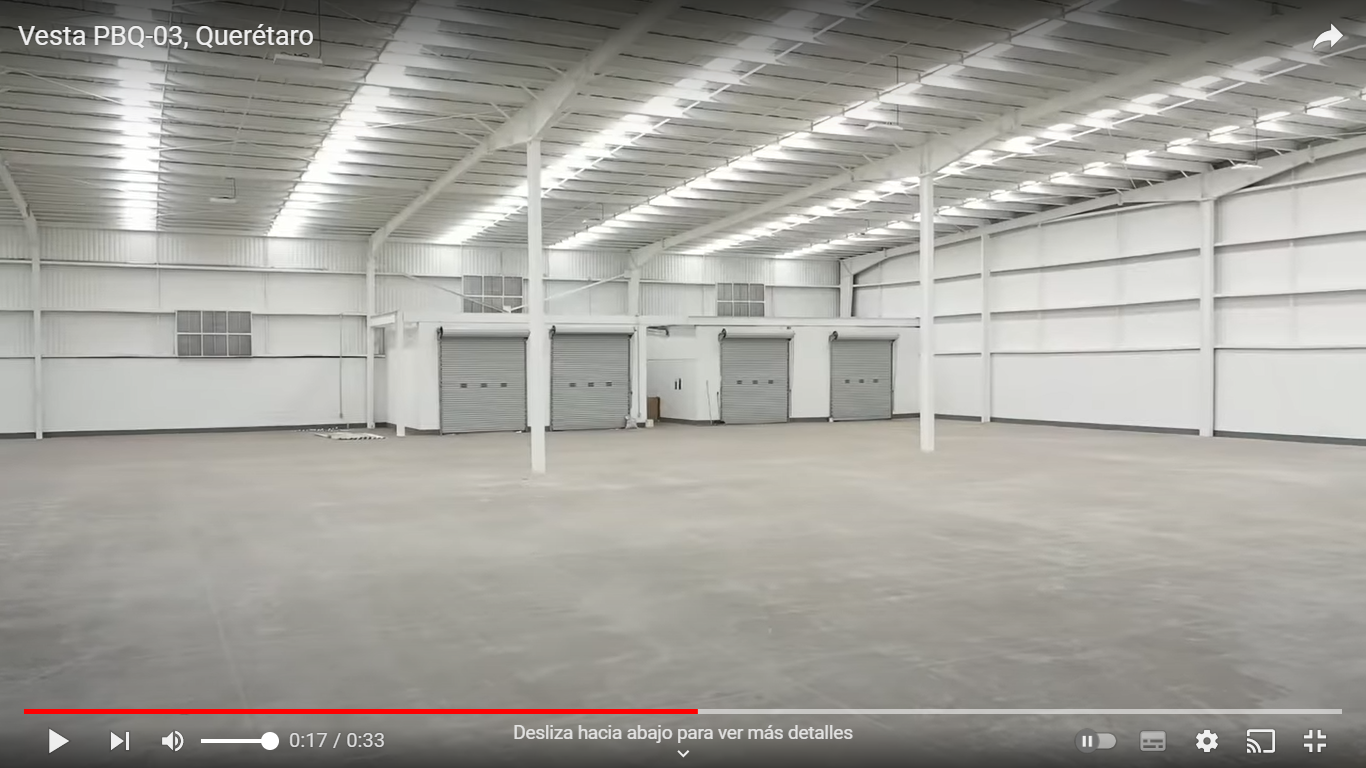 Vesta PBQ-03, Querétaro
0:17 / 0:33
Desliza hacia abajo para ver más detalles